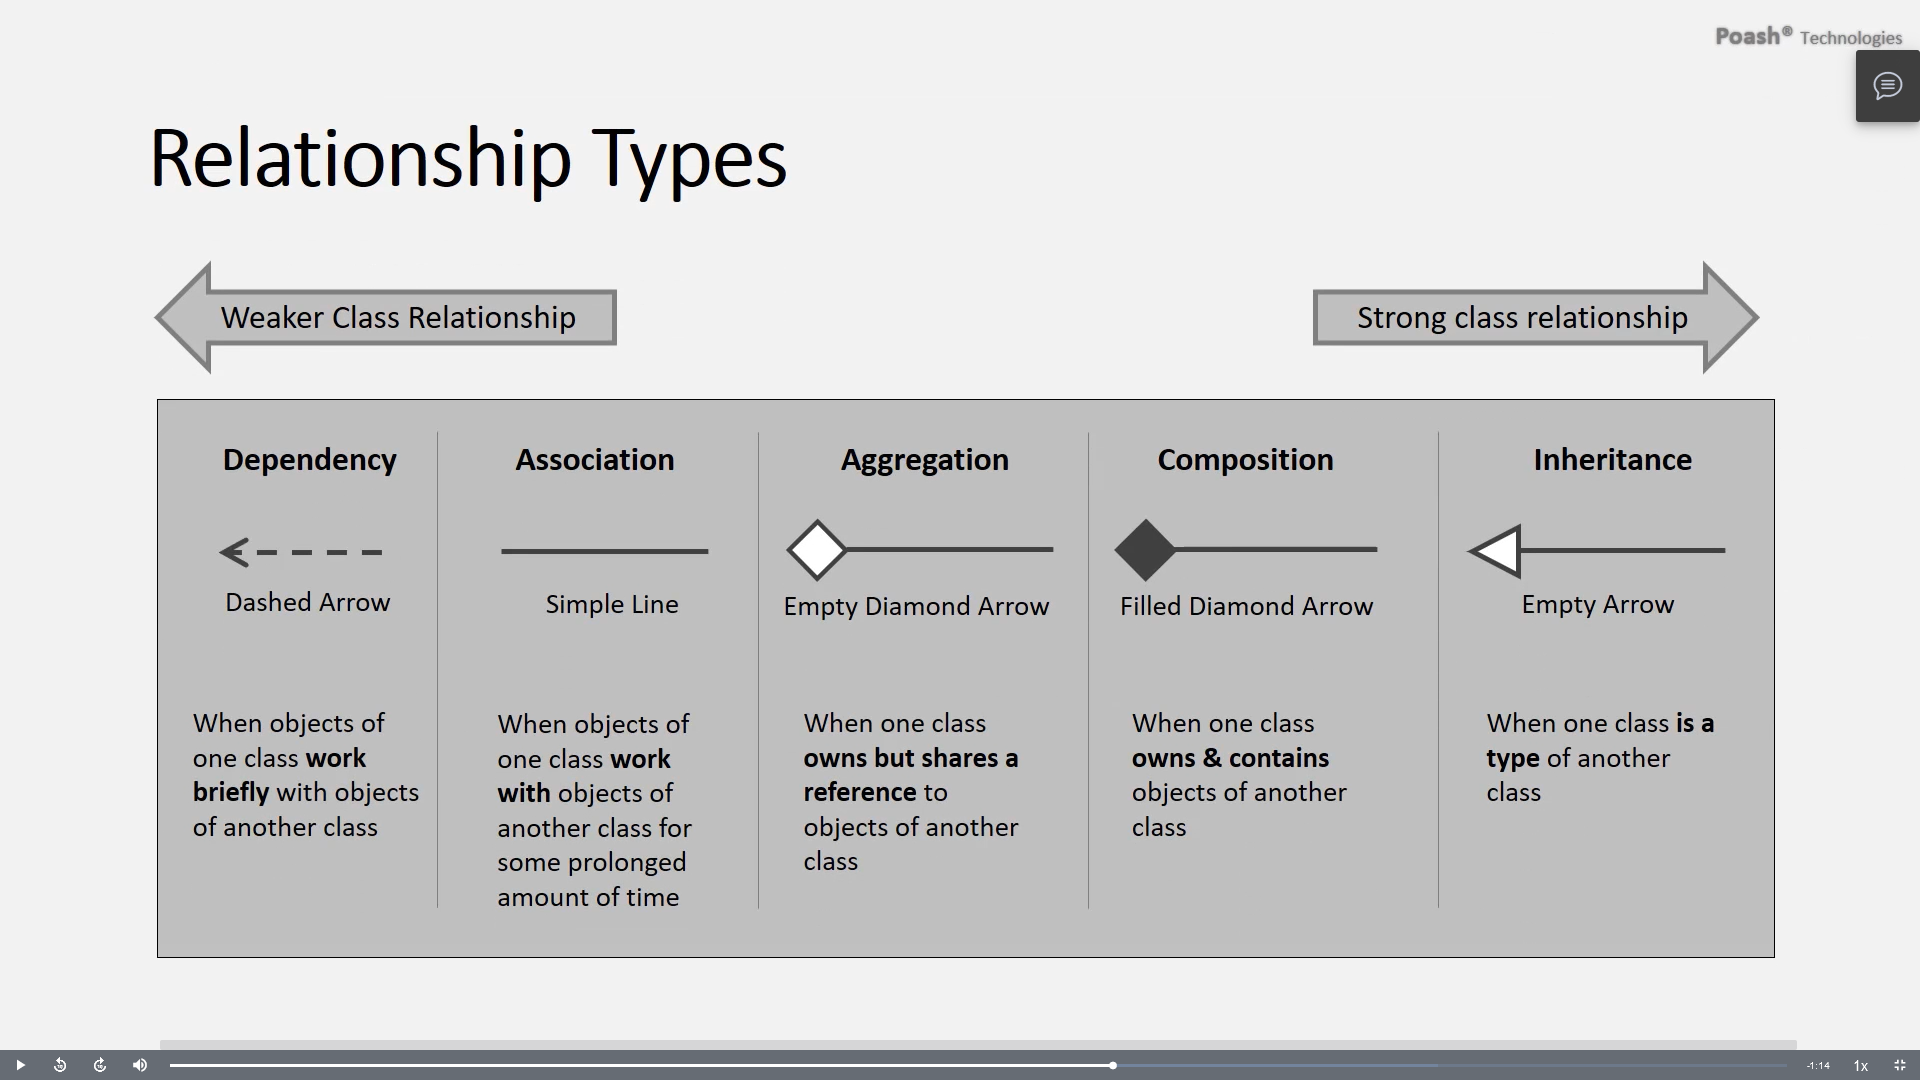 Poash® Technologies
Relationship Types
Weaker Class Relationship
Strong class relationship
Dependency
Dashed Arrow
When objects of
one class work
briefly with objects
of another class
Association
Simple Line
When objects of
one class work
with objects of
another class for
some prolonged
amount of time
Aggregation
Empty Diamond Arrow
When one class
owns but shares a
reference to
objects of another
class
Composition
Filled Diamond Arrow
When one class
owns & contains
objects of another
class
Inheritance
Empty Arrow
When one class is a
type of another
class
-1:14
1x